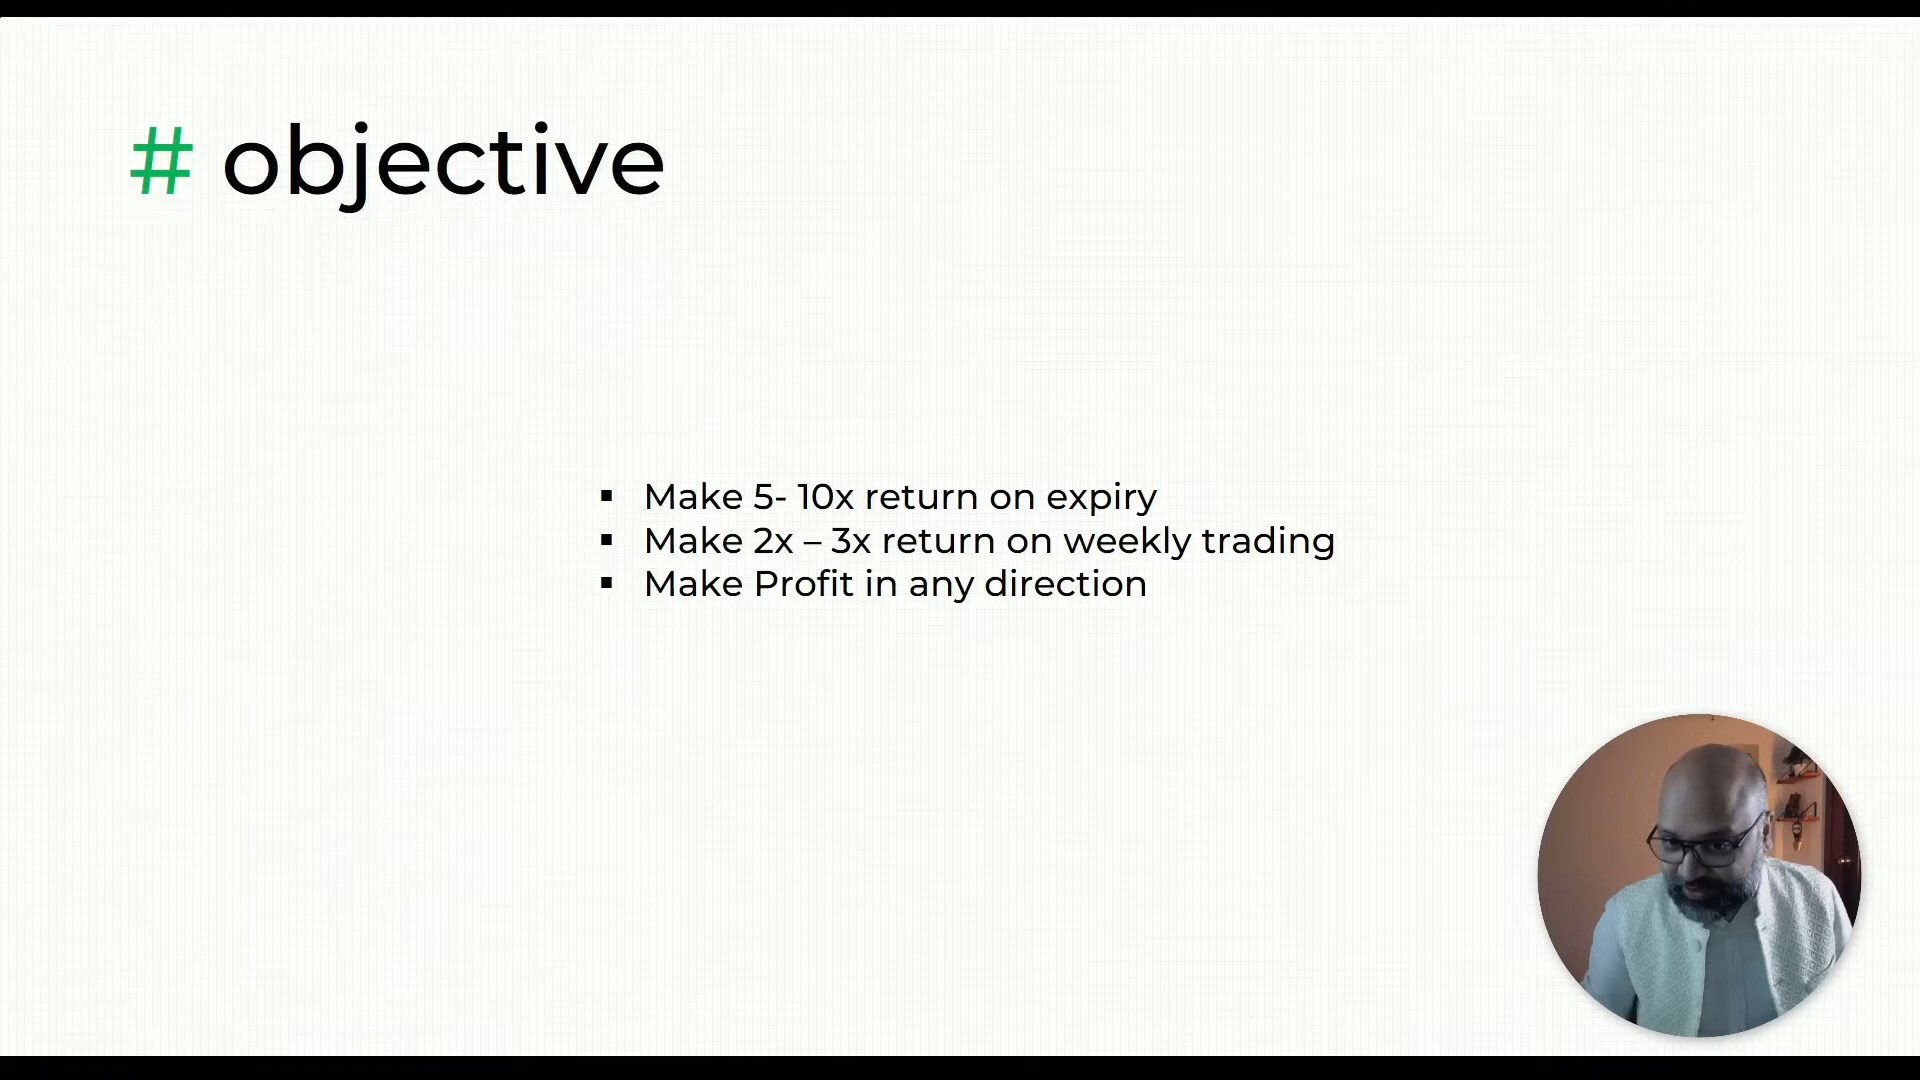 # objective
▪ Make 5- 10x return on expiry
▪ Make 2x – 3x return on weekly trading
▪ Make Profit in any direction